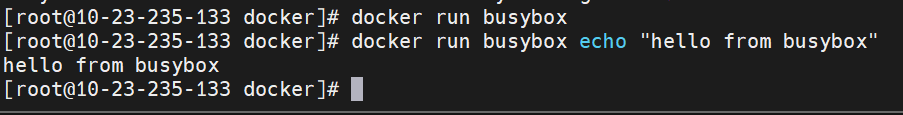 [root@10-23-235-133 docker]# docker run busybox
[root@10-23-235-133 docker]# docker run busybox echo "hello from busybox"
hello from busybox
[root@10-23-235-133 docker]#